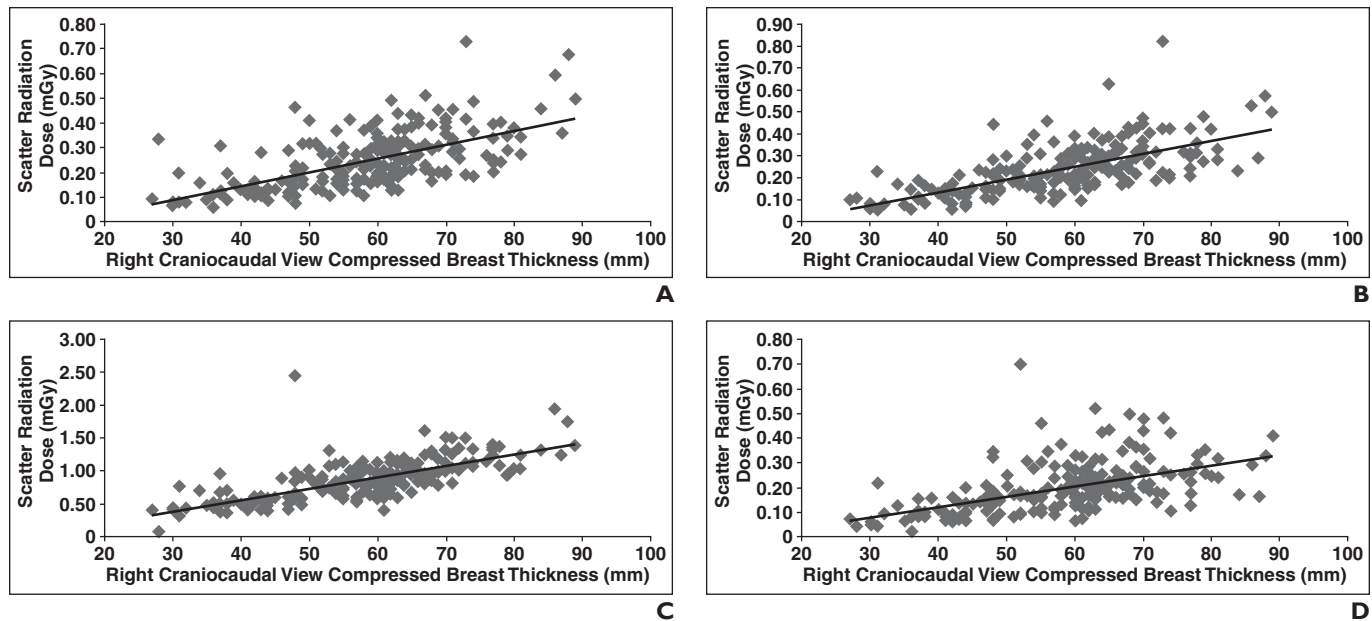 0.80
0.70
0.60
0.50
0.40
0.30
0.20
0.10
0
Scatter Radiation
Dose (mGy)
20 30 40 50 60 70 80 90 100
Right Craniocaudal View Compressed Breast Thickness (mm)
A
0.90
0.80
0.70
0.60
0.50
0.40
0.30
0.20
0.10
0
Scatter Radiation
Dose (mGy)
20 30 40 50 60 70 80 90 100
Right Craniocaudal View Compressed Breast Thickness (mm)
B
3.00
2.50
2.00
1.50
1.00
0.50
0
Scatter Radiation
Dose (mGy)
20 30 40 50 60 70 80 90 100
Right Craniocaudal View Compressed Breast Thickness (mm)
C
0.80
0.70
0.60
0.50
0.40
0.30
0.20
0.10
0
Scatter Radiation
Dose (mGy)
20 30 40 50 60 70 80 90 100
Right Craniocaudal View Compressed Breast Thickness (mm)
D